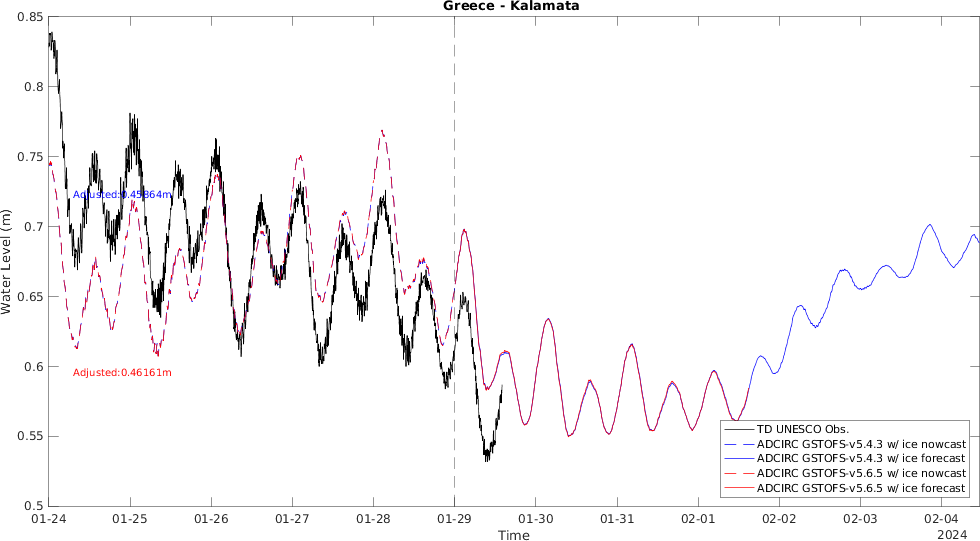 Greece - Kalamata
0.85
0.8
0.75
0.7
0.65
0.6
0.55
0.5
Water Level (m)
Adjusted:0.45864m
Adjusted:0.46161m
TD UNESCO Obs.
ADCIRC GSTOFS-v5.4.3 w/ ice nowcast
ADCIRC GSTOFS-v5.4.3 w/ ice forecast
ADCIRC GSTOFS-v5.6.5 w/ ice nowcast
ADCIRC GSTOFS-v5.6.5 w/ ice forecast
01-24 01-25 01-26 01-27 01-28 01-29 01-30 01-31 02-01 02-02 02-03 02-04
Time
2024